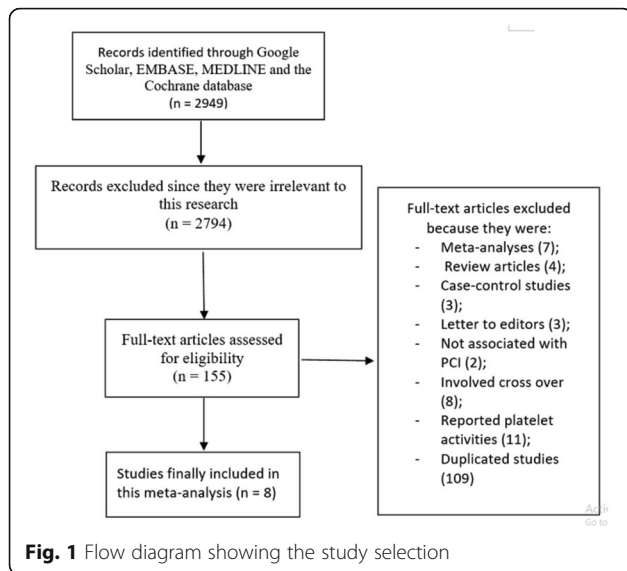 Records identified through Google
Scholar, EMBASE, MEDLINE and the
Cochrane database
(n = 2949)
Records excluded since they were irrelevant to
this research
(n = 2794)
Full-text articles assessed
for eligibility
(n = 155)
Studies finally included in
this meta-analysis (n = 8)
Full-text articles excluded
because they were:
- Meta-analyses (7);
- Review articles (4);
- Case-control studies
(3);
- Letter to editors (3);
- Not associated with
PCI (2);
- Involved cross over
(8);
- Reported platelet
activities (11);
- Duplicated studies
(109)
Go to
Fig. 1 Flow diagram showing the study selection